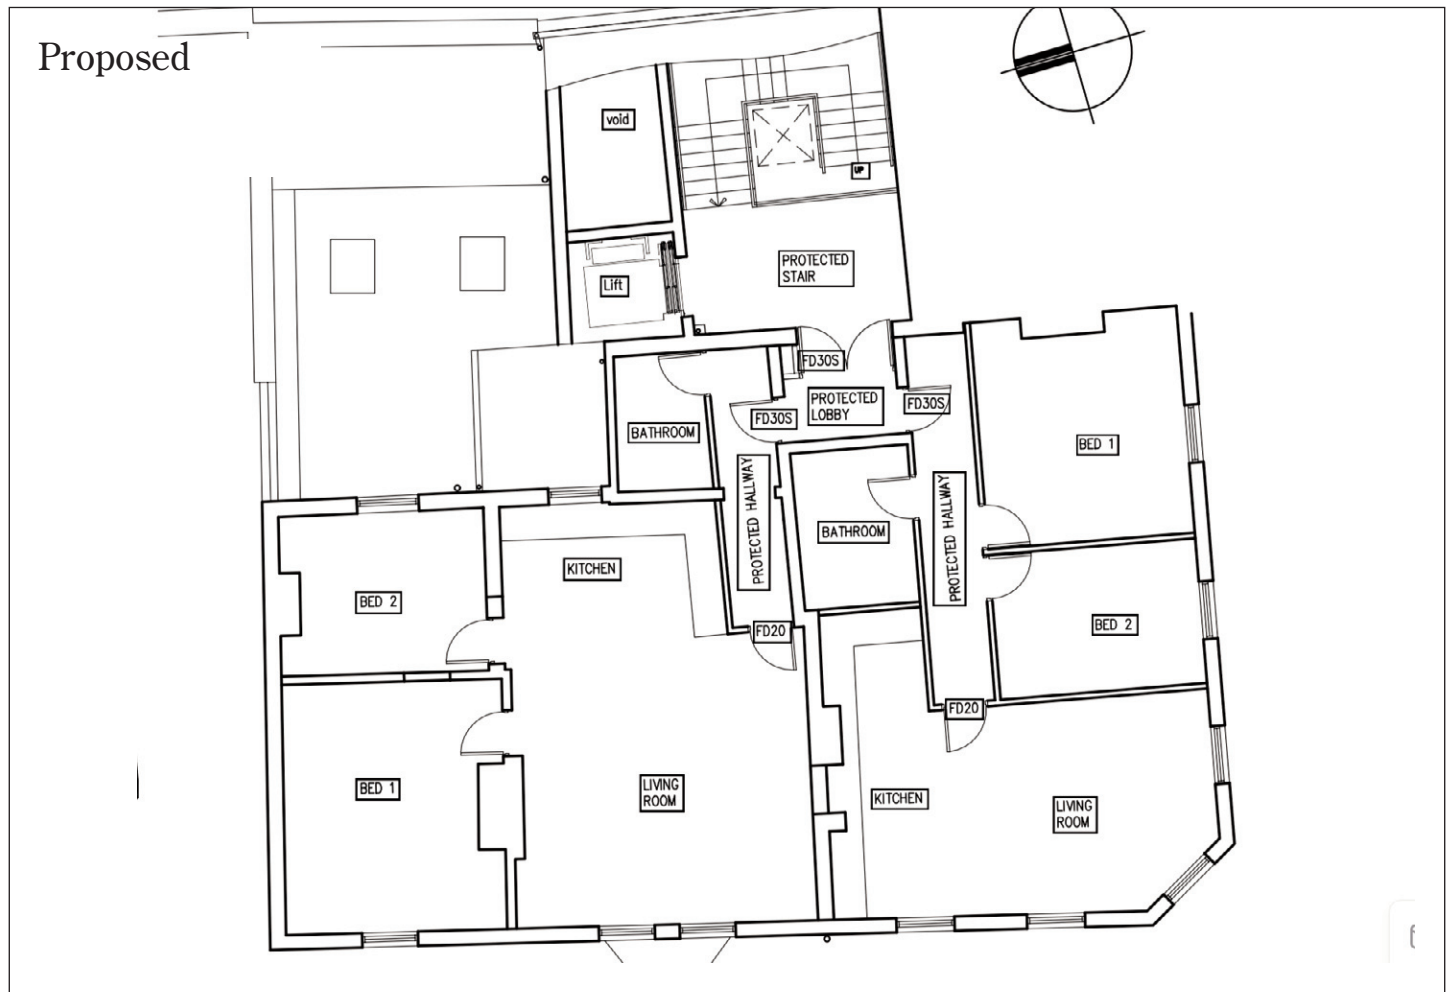 Proposed
void
UP
PROTECTED
STAIR
Lift
FD30S
PROTECTED
LOBBY
FD30S
FD30S
BATHROOM
BED 1
PROTECTED HALLWAY
PROTECTED HALLWAY
BATHROOM
KITCHEN
BED 2
BED 2
FD20
FD20
BED 1
LIVING
ROOM
KITCHEN
LIVING
ROOM